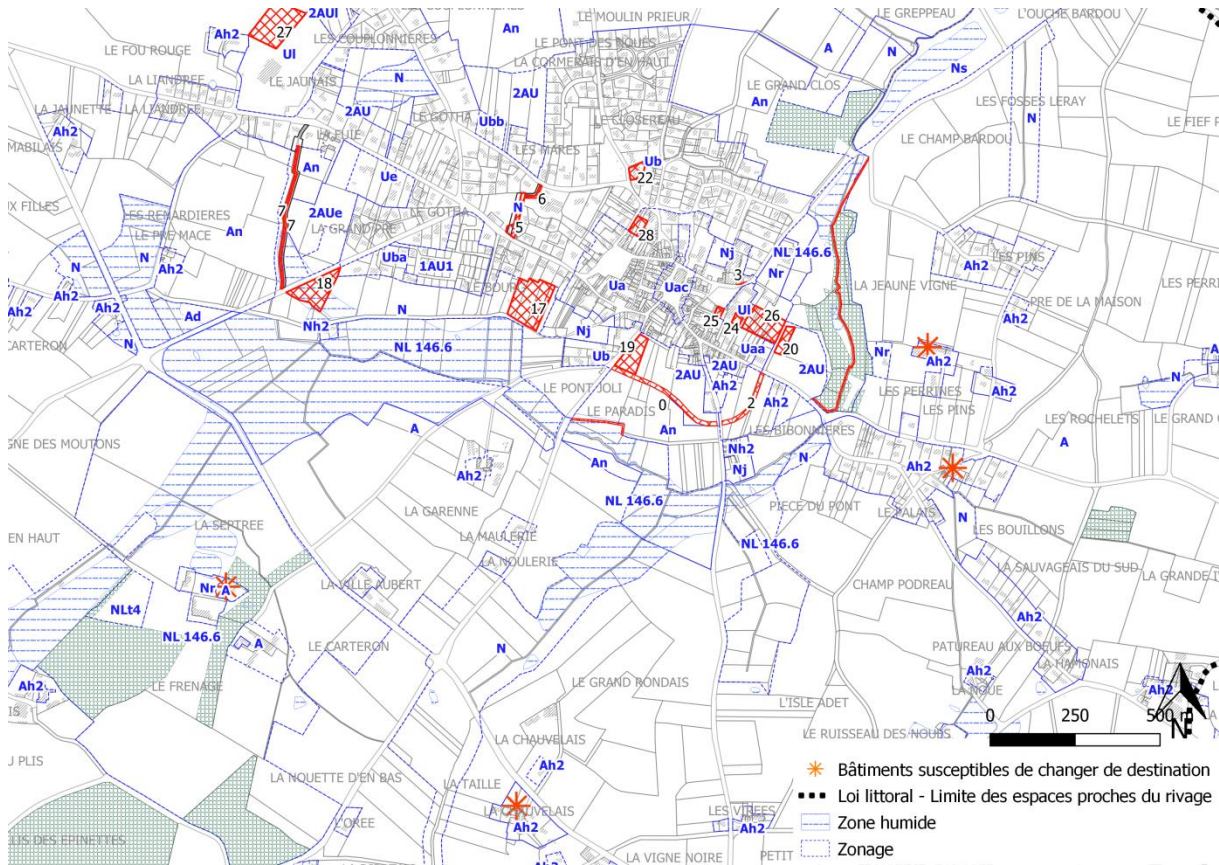 LE MOULIN PRIEUR
LE GREPPEAU
L'OUCHE BARDOU
2AUl
27
Ah2
Ul
LE FOU ROUGE
LES COUPLONNIERES
An
LE PONT DES NOUES
LA CORMERAIS D'EN HAUT
A
N
Ns
LA LIANDREE
LE JAUNAIS
N
LE GRAND CLOS
An
LES FOSSES LERAY
LA JAUNETTE
LA LIANDREE
2AU
2AU
LE GOTHA
Ubb
LE CLOSEREAU
N
LE CHAMP BARDOU
Ah2
MABILAIS
LA FUIE
LES MARES
An
Ue
Ub
22
X FILLES
7
7
2AUe
LE GOTHA
N
6
5
LES RENARDIERES
LA GRAND PRE
28
LE PRE MACE
An
Uba
1AU1
Nj
NL 146.6
Ah2
LES PINS
N
N
Ah2
3
Nr
LA JEUNE VIGNE
Ah2
Ah2
18
LE BOURG
17
Ua
Uac
PRE DE LA MAISON
Ah2
Ah2
Ad
N
Ul
26
25
24
Ah2
CARTERON
Nh2
Nj
Uaa
20
N
NL 146.6
19
Ub
2AU
2AU
Nr
Ah2
2AU
Ah2
LE PONT JOLI
LES PERRINES
Ah2
N
0
2
Ah2
LE PARADIS
LES PINS
LES ROCHELETS
GNE DES MOUTONS
A
An
LES BIBONNIERES
A
Nh2
N
Ah2
An
Nj
Ah2
LA GARENNE
NL 146.6
PIECE DU PONT
LE PALAIS
LA SEPTREE
N
LES BOUILLONS
EN HAUT
LA MAULERIE
NL 146.6
LA NOULERIE
LA SAUVAGEAIS DU SUD
LA VILLE AUBERT
CHAMP PODREAU
Nr
A
NLt4
Ah2
NL 146.6
A
LE CARTERON
N
PATUREAU AUX BOEUFS
LA HAMONAIS
Ah2
LE FRENAGE
LE GRAND RONDAIS
Ah2
Ah2
LA NOUE
L'ISLE ADET
0 250 500 m
N
LE RUISSEAU DES NOUES
LA CHAUVELAIS
Ah2
LA NOUETTE D'EN BAS
LA TAILLE
Bâtiments susceptibles de changer de destination
LA CHAUVELAIS
Loi littoral - Limite des espaces proches du rivage
Ah2
L'OREE
LES VIREES
Ah2
Zone humide
LIS DES EPINETTES
Ah2
LA VIGNE NOIRE
PETIT
Zonage